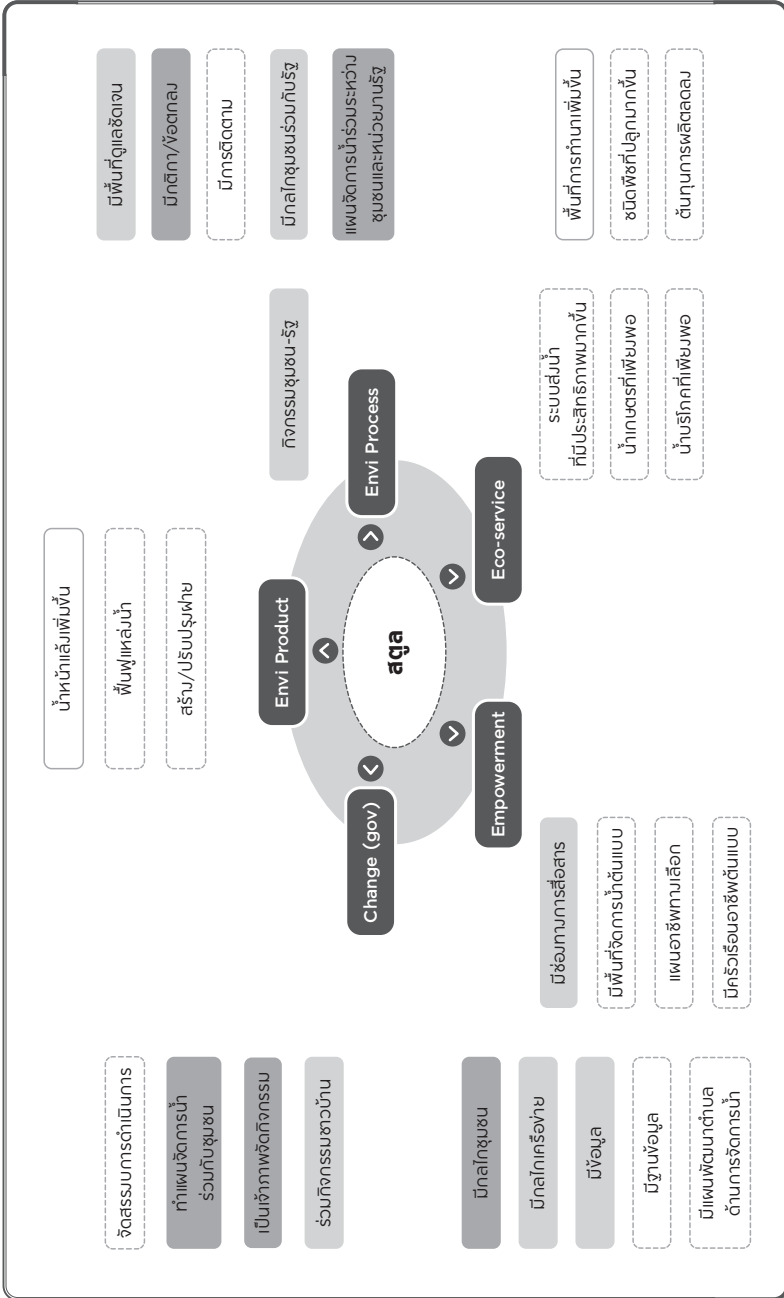 น้ำหน้าแล้งเพิ่มขึ้น
ฟื้นฟูแหล่งน้ำ
สร้าง/ปรับปรุงฝาย
Envi Product
กิจกรรมชุมชน-รัฐ
มีพื้นที่ดูแลชัดเจน
มีกติกา/ข้อตกลง
มีการติดตาม
มีกลไกชุมชนร่วมกับรัฐ
แผนจัดการน้ำร่วมระหว่าง
ชุมชนและหน่วยงานรัฐ
Envi Process
Eco-service
ระบบส่งน้ำ
ที่มีประสิทธิภาพมากขึ้น
น้ำเกษตรที่เพียงพอ
น้ำบริโภคที่เพียงพอ
พื้นที่การทำนาเพิ่มขึ้น
ชนิดพืชที่ปลูกมากขึ้น
ต้นทุนการผลิตลดลง
Empowerment
มีช่องทางการสื่อสาร
มีพื้นที่จัดการน้ำต้นแบบ
แผนอาชีพทางเลือก
มีครัวเรือนอาชีพต้นแบบ
มีกลไกชุมชน
มีกลไกเครือข่าย
มีข้อมูล
มีฐานข้อมูล
มีแผนพัฒนาตำบล
ด้านการจัดการน้ำ
Change (gov)
จัดสรรงบการดำเนินการ
ทำแผนจัดการน้ำ
ร่วมกับชุมชน
เป็นเจ้าภาพจัดกิจกรรม
ร่วมกิจกรรมชาวบ้าน
สตูล